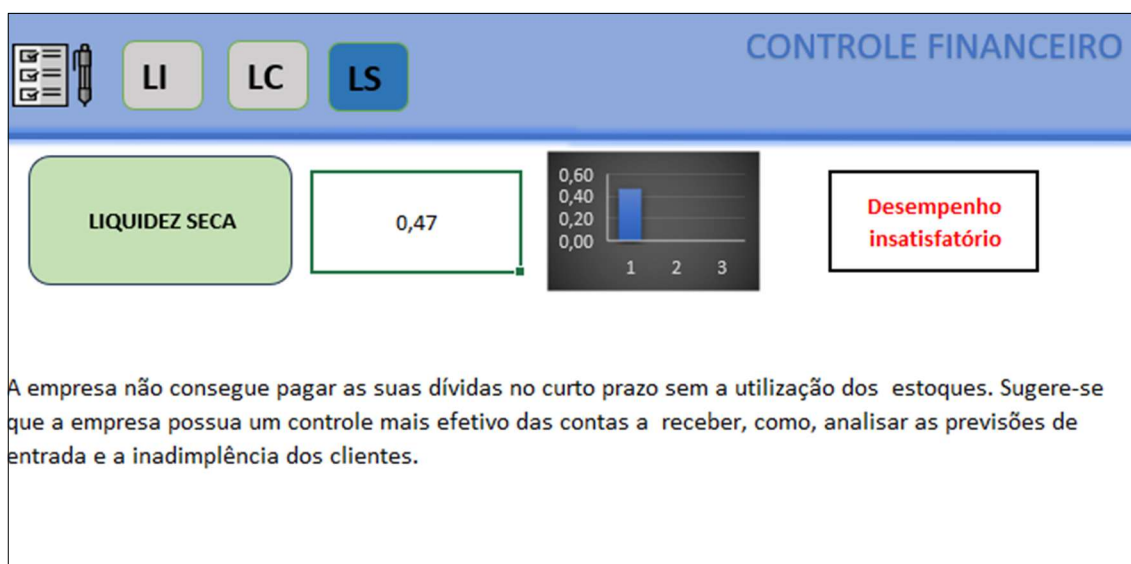 CONTROLE FINANCEIRO
LI
LC
LS
LIQUIDEZ SECA
0,47
0,60
0,40
0,20
0,00
1 2 3
Desempenho
insatisfatório
A empresa não consegue pagar as suas dívidas no curto prazo sem a utilização dos  estoques. Sugere-se
que a empresa possua um controle mais efetivo das contas a  receber, como, analisar as previsões de
entrada e a inadimplência dos clientes.